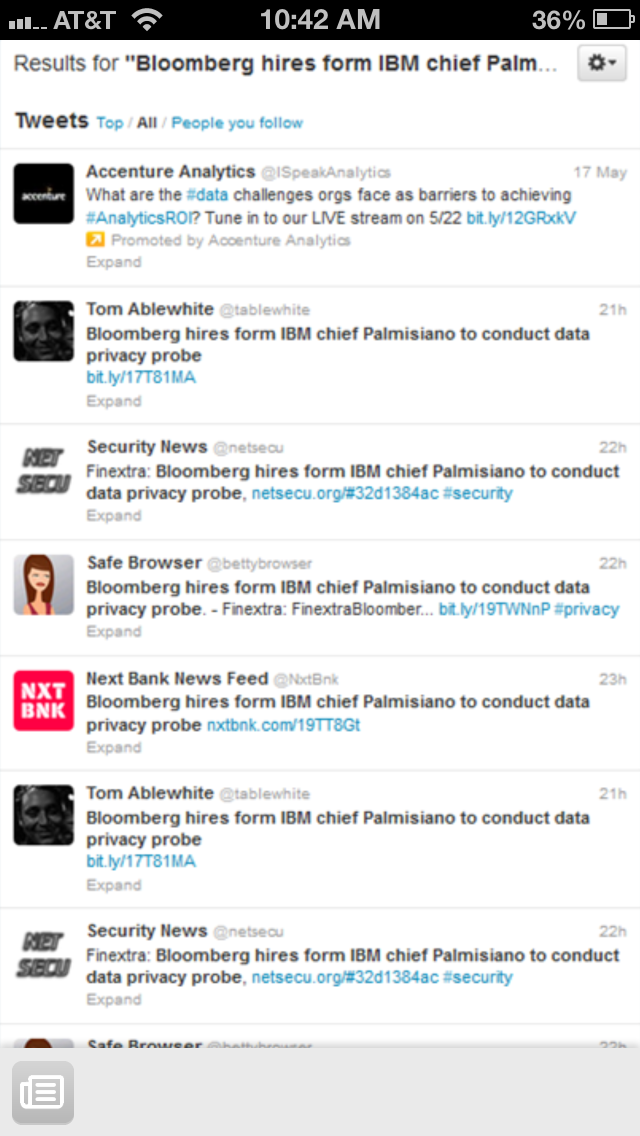 AT&T 10:42 AM 36%
Results for "Bloomberg hires form IBM chief Palm...
Tweets Top / All / People you follow
Accenture Analytics @ISpeakAnalytics 17 May
accenture
What are the #data challenges orgs face as barriers to achieving
#AnalyticsROI? Tune in to our LIVE stream on 5/22 bit.ly/12GRxkV
Promoted by Accenture Analytics
Expand
Tom Ablewhite @tablewhite 21h
Bloomberg hires form IBM chief Palmisiano to conduct data
privacy probe
bit.ly/17T81MA
Expand
Security News @netsecu 22h
NET
SECU
Finextra: Bloomberg hires form IBM chief Palmisiano to conduct
data privacy probe, netsecu.org/#32d1384ac #security
Expand
Safe Browser @bettybrowser 22h
Bloomberg hires form IBM chief Palmisiano to conduct data
privacy probe. - Finextra: FinextraBloomber... bit.ly/19TWNnP #privacy
Expand
Next Bank News Feed @NxtBnk 23h
NXT
BNK
Bloomberg hires form IBM chief Palmisiano to conduct data
privacy probe nxtbnk.com/19TT8Gt
Expand
Tom Ablewhite @tablewhite 21h
Bloomberg hires form IBM chief Palmisiano to conduct data
privacy probe
bit.ly/17T81MA
Expand
Security News @netsecu 22h
NET
SECU
Finextra: Bloomberg hires form IBM chief Palmisiano to conduct
data privacy probe, netsecu.org/#32d1384ac #security
Expand
Safe Browser @bettybrowser 22h